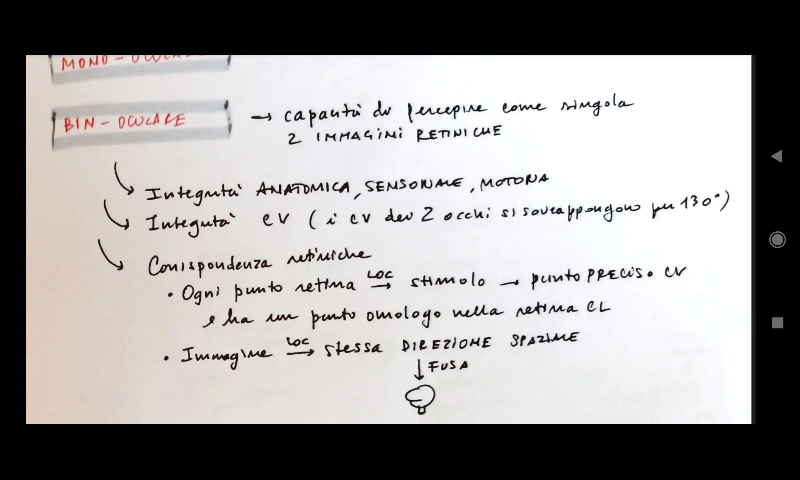 MONO-OCULARE
BIN-OCULARE → capacità di percepire come singola
2 IMMAGINI RETINICHE
Integrità ANATOMICA, SENSORIALE, MOTORIA
Integrità CV (i CV dei 2 occhi si sovrappongono per 130°)
Corrispondenza retiniche
• Ogni punto retina LOC → stimolo → punto PRECISO CV
e ha un punto omologo nella retina CL
• Immagine LOC → stessa DIREZIONE SPAZIALE
↓ FUSA